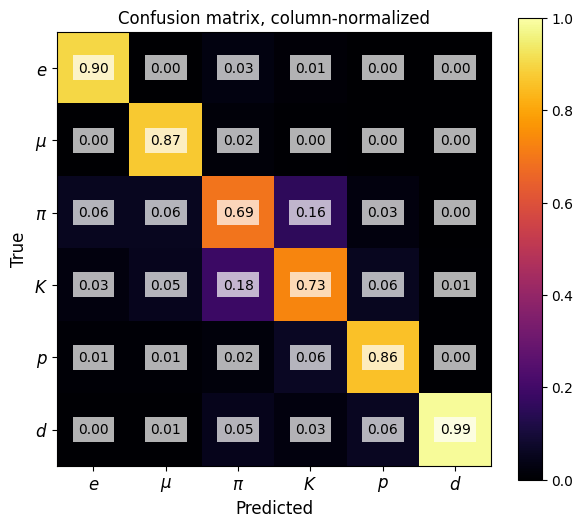 Confusion matrix, column-normalized
e 0.90 0.00 0.03 0.01 0.00 0.00
μ 0.00 0.87 0.02 0.00 0.00 0.00
π 0.06 0.06 0.69 0.16 0.03 0.00
K 0.03 0.05 0.18 0.73 0.06 0.01
p 0.01 0.01 0.02 0.06 0.86 0.00
d 0.00 0.01 0.05 0.03 0.06 0.99
e μ π K p d
Predicted
True
1.0
0.8
0.6
0.4
0.2
0.0